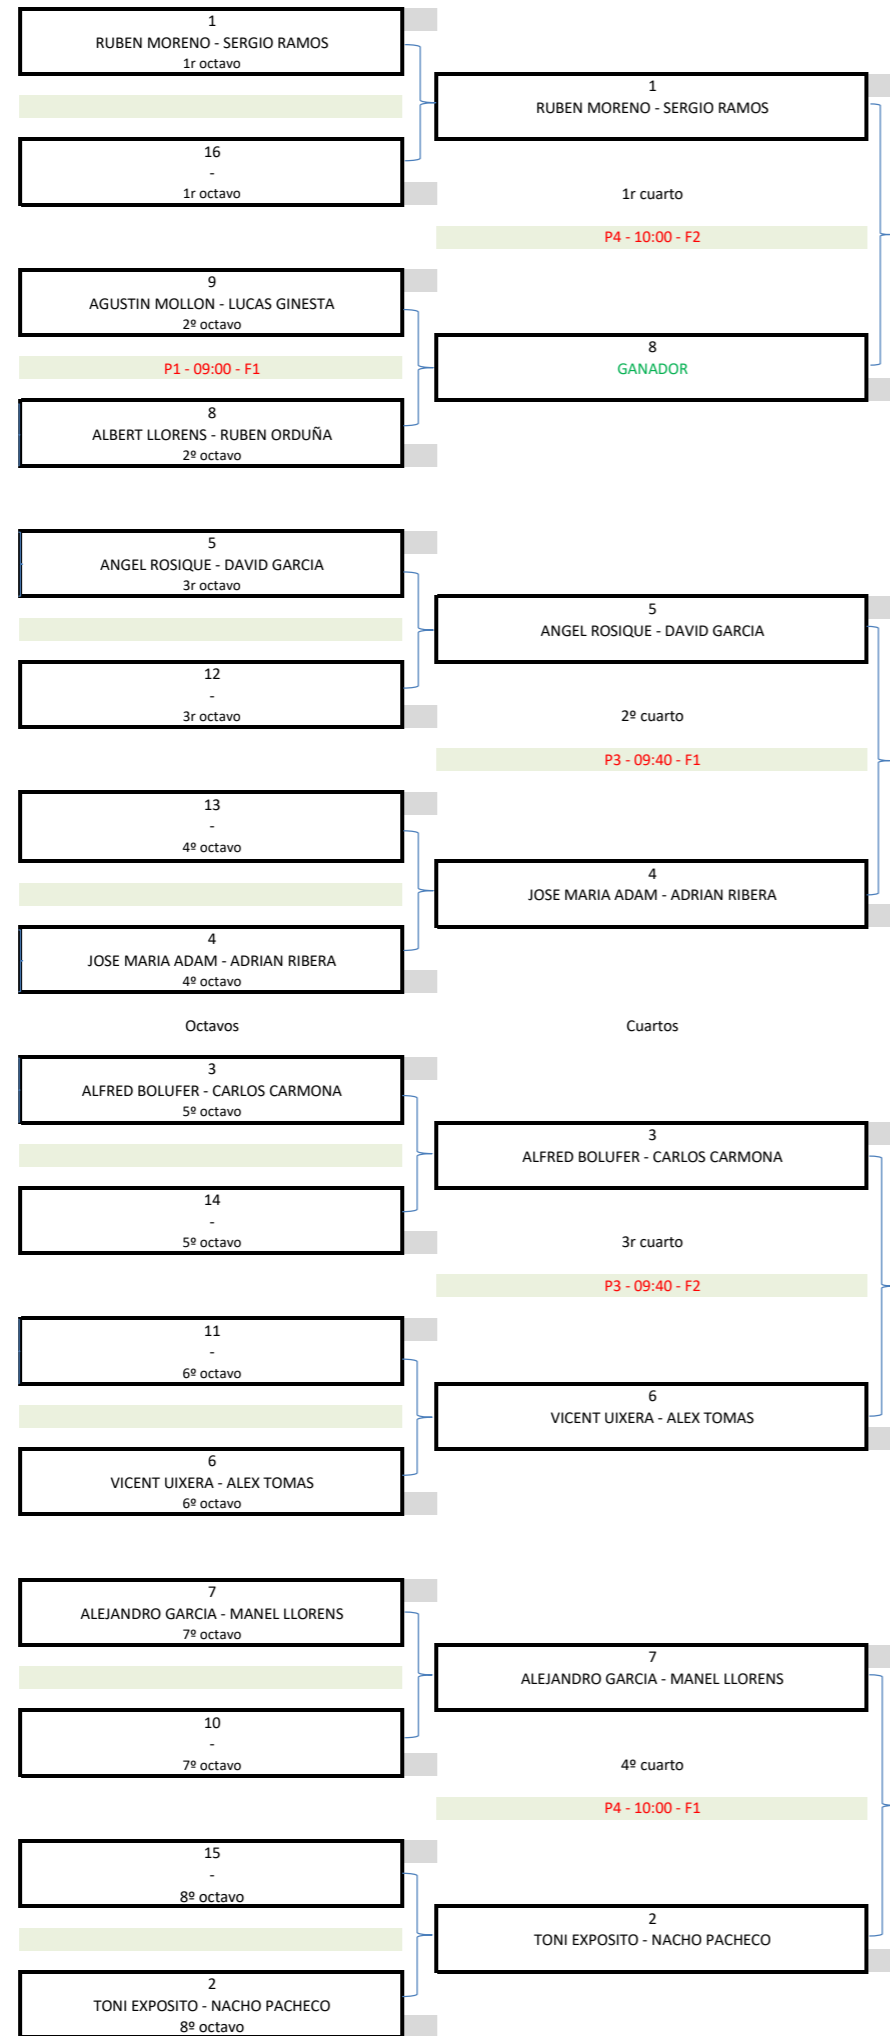 1
RUBEN MORENO - SERGIO RAMOS
1r octavo
1
RUBEN MORENO - SERGIO RAMOS
16
-
1r octavo
1r cuarto
P4 - 10:00 - F2
9
AGUSTIN MOLLON - LUCAS GINESTA
2º octavo
P1 - 09:00 - F1
8
GANADOR
8
ALBERT LLORENS - RUBEN ORDUÑA
2º octavo
5
ANGEL ROSIQUE - DAVID GARCIA
3r octavo
5
ANGEL ROSIQUE - DAVID GARCIA
12
-
3r octavo
2º cuarto
P3 - 09:40 - F1
13
-
4º octavo
4
JOSE MARIA ADAM - ADRIAN RIBERA
4
JOSE MARIA ADAM - ADRIAN RIBERA
4º octavo
Octavos
Cuartos
3
ALFRED BOLUFER - CARLOS CARMONA
5º octavo
3
ALFRED BOLUFER - CARLOS CARMONA
14
-
5º octavo
3r cuarto
P3 - 09:40 - F2
11
-
6º octavo
6
VICENT UIXERA - ALEX TOMAS
6
VICENT UIXERA - ALEX TOMAS
6º octavo
7
ALEJANDRO GARCIA - MANEL LLORENS
7º octavo
7
ALEJANDRO GARCIA - MANEL LLORENS
10
-
7º octavo
4º cuarto
P4 - 10:00 - F1
15
-
8º octavo
2
TONI EXPOSITO - NACHO PACHECO
2
TONI EXPOSITO - NACHO PACHECO
8º octavo